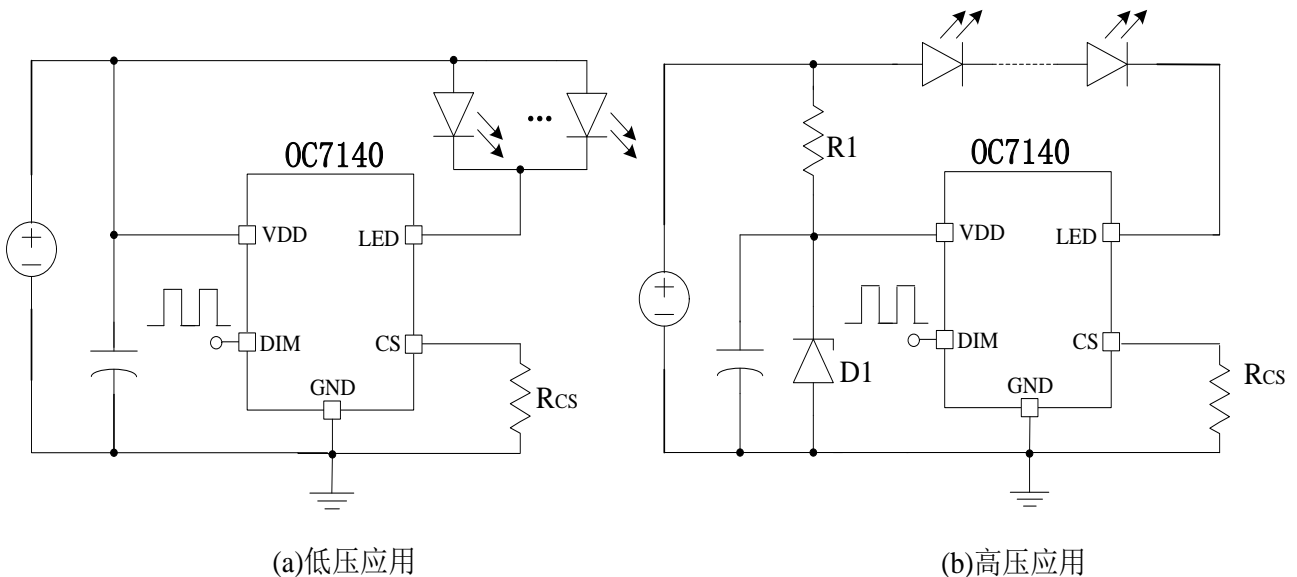 OC7140
VDD
LED
DIM
CS
GND
RCS
(a)低压应用
R1
OC7140
VDD
LED
DIM
CS
GND
D1
RCS
(b)高压应用